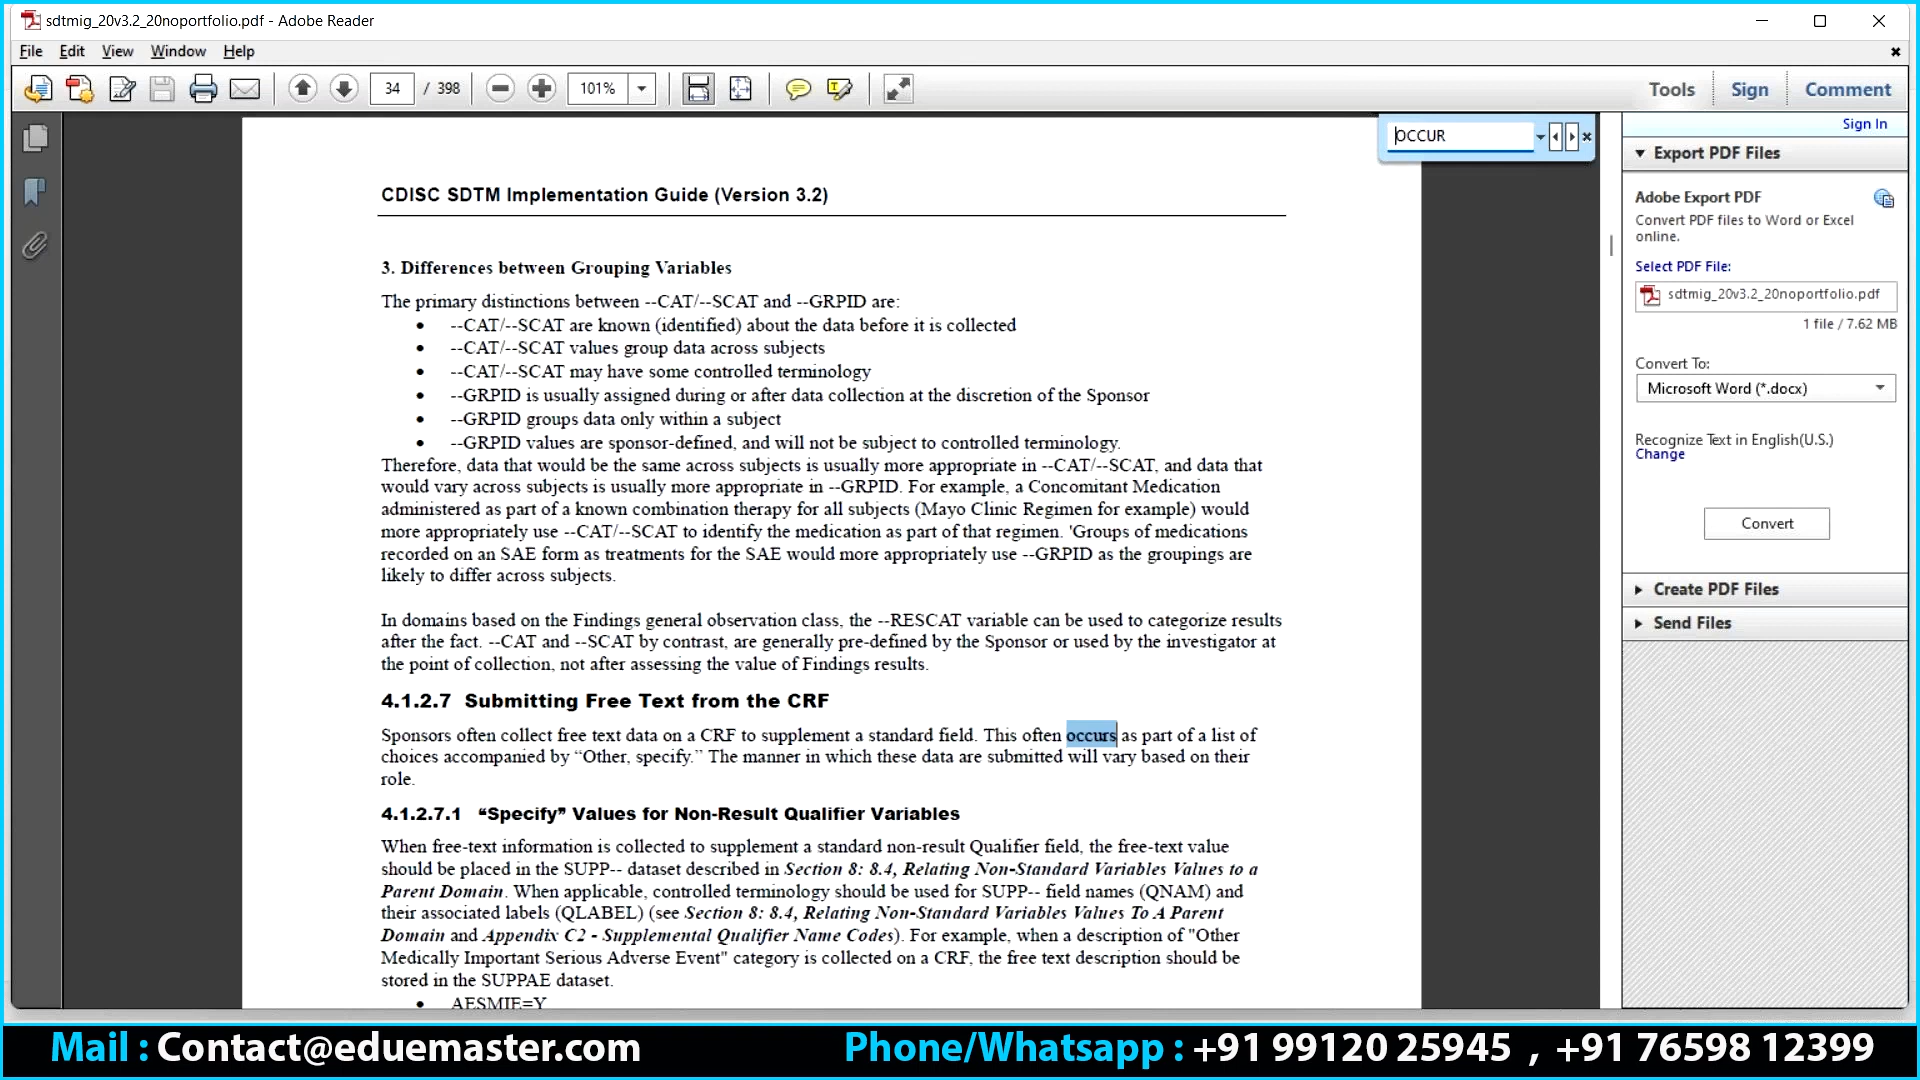 sdtmig_20v3.2_20noportfolio.pdf - Adobe Reader
File Edit View Window Help
34 / 398 101% Tools Sign Comment
OCCUR
Sign In
Export PDF Files
Adobe Export PDF
Convert PDF files to Word or Excel
online.
Select PDF File:
sdtmig_20v3.2_20noportfolio.pdf
1 file / 7.62 MB
Convert To:
Microsoft Word (*.docx)
Recognize Text in English(U.S.)
Change
Convert
Create PDF Files
Send Files
CDISC SDTM Implementation Guide (Version 3.2)
3. Differences between Grouping Variables
The primary distinctions between --CAT/--SCAT and --GRPID are:
• --CAT/--SCAT are known (identified) about the data before it is collected
• --CAT/--SCAT values group data across subjects
• --CAT/--SCAT may have some controlled terminology
• --GRPID is usually assigned during or after data collection at the discretion of the Sponsor
• --GRPID groups data only within a subject
• --GRPID values are sponsor-defined, and will not be subject to controlled terminology.
Therefore, data that would be the same across subjects is usually more appropriate in --CAT/--SCAT, and data that
would vary across subjects is usually more appropriate in --GRPID. For example, a Concomitant Medication
administered as part of a known combination therapy for all subjects (Mayo Clinic Regimen for example) would
more appropriately use --CAT/--SCAT to identify the medication as part of that regimen. 'Groups of medications
recorded on an SAE form as treatments for the SAE would more appropriately use --GRPID as the groupings are
likely to differ across subjects.
In domains based on the Findings general observation class, the --RESCAT variable can be used to categorize results
after the fact. --CAT and --SCAT by contrast, are generally pre-defined by the Sponsor or used by the investigator at
the point of collection, not after assessing the value of Findings results.
4.1.2.7 Submitting Free Text from the CRF
Sponsors often collect free text data on a CRF to supplement a standard field. This often occurs as part of a list of
choices accompanied by “Other, specify.” The manner in which these data are submitted will vary based on their
role.
4.1.2.7.1 “Specify” Values for Non-Result Qualifier Variables
When free-text information is collected to supplement a standard non-result Qualifier field, the free-text value
should be placed in the SUPP-- dataset described in Section 8: 8.4, Relating Non-Standard Variables Values to a
Parent Domain. When applicable, controlled terminology should be used for SUPP-- field names (QNAM) and
their associated labels (QLABEL) (see Section 8: 8.4, Relating Non-Standard Variables Values To A Parent
Domain and Appendix C2 - Supplemental Qualifier Name Codes). For example, when a description of "Other
Medically Important Serious Adverse Event" category is collected on a CRF, the free text description should be
stored in the SUPPAE dataset.
• AESMIE=Y
Mail : Contact@eduemaster.com Phone/Whatsapp : +91 99120 25945 , +91 76598 12399